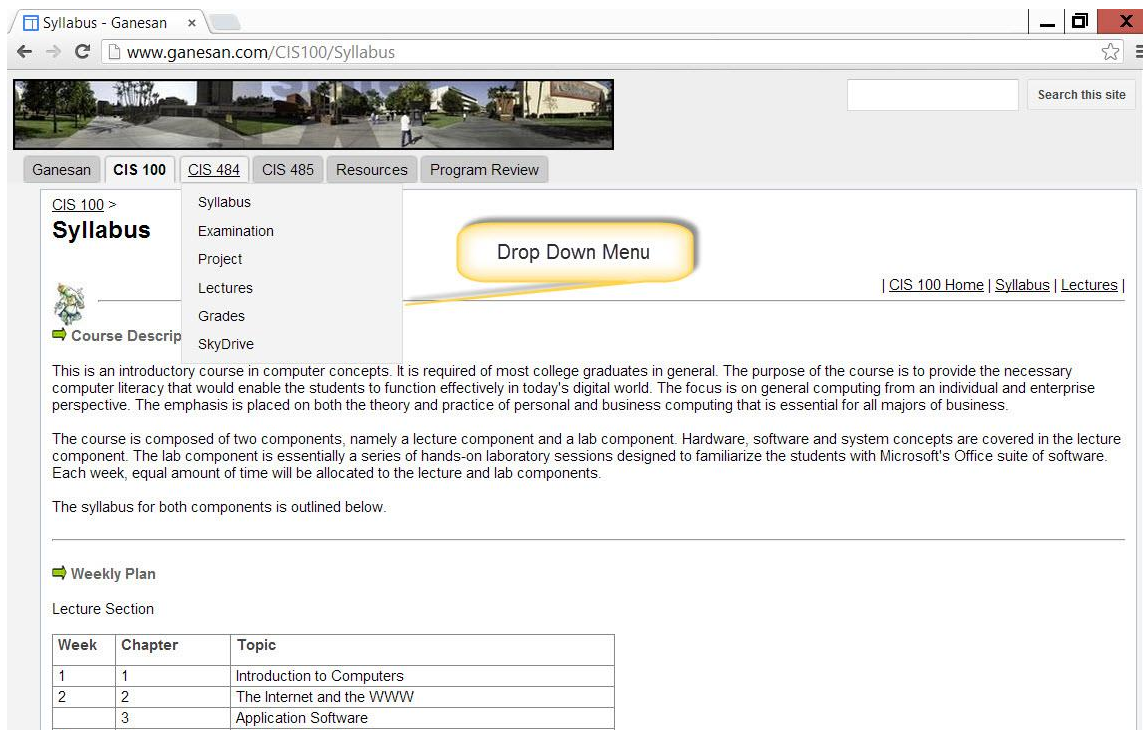 Syllabus - Ganesan
www.ganesan.com/CIS100/Syllabus
Search this site
Ganesan CIS 100 CIS 484 CIS 485 Resources Program Review
CIS 100 >
Syllabus
Syllabus
Examination
Project
Lectures
Grades
SkyDrive
Drop Down Menu
| CIS 100 Home | Syllabus | Lectures |
Course Descrip
This is an introductory course in computer concepts. It is required of most college graduates in general. The purpose of the course is to provide the necessary
computer literacy that would enable the students to function effectively in today's digital world. The focus is on general computing from an individual and enterprise
perspective. The emphasis is placed on both the theory and practice of personal and business computing that is essential for all majors of business.
The course is composed of two components, namely a lecture component and a lab component. Hardware, software and system concepts are covered in the lecture
component. The lab component is essentially a series of hands-on laboratory sessions designed to familiarize the students with Microsoft's Office suite of software.
Each week, equal amount of time will be allocated to the lecture and lab components.
The syllabus for both components is outlined below.
Weekly Plan
Lecture Section
Week Chapter Topic
1 1 Introduction to Computers
2 2 The Internet and the WWW
3 Application Software